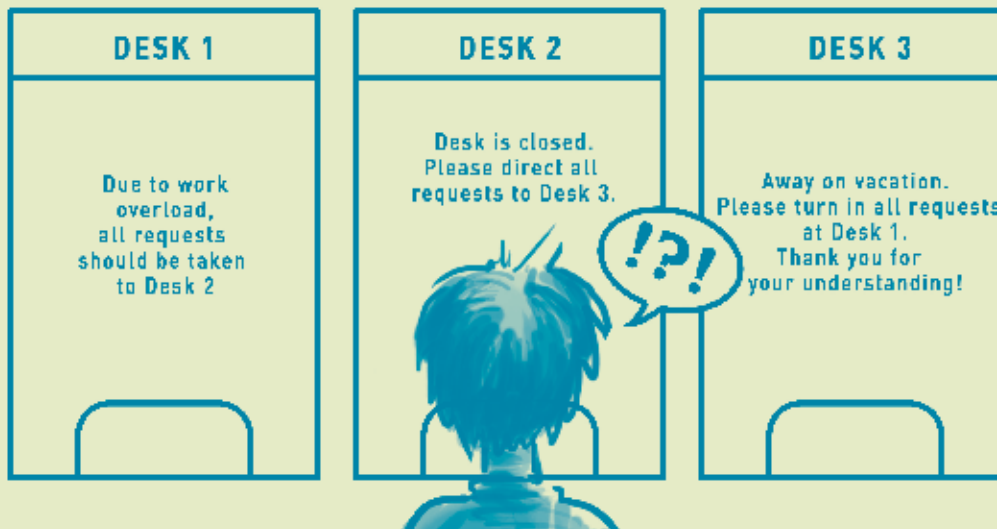 DESK 1
Due to work
overload,
all requests
should be taken
to Desk 2
DESK 2
Desk is closed.
Please direct all
requests to Desk 3.
!?!
DESK 3
Away on vacation.
Please turn in all requests
at Desk 1.
Thank you for
your understanding!